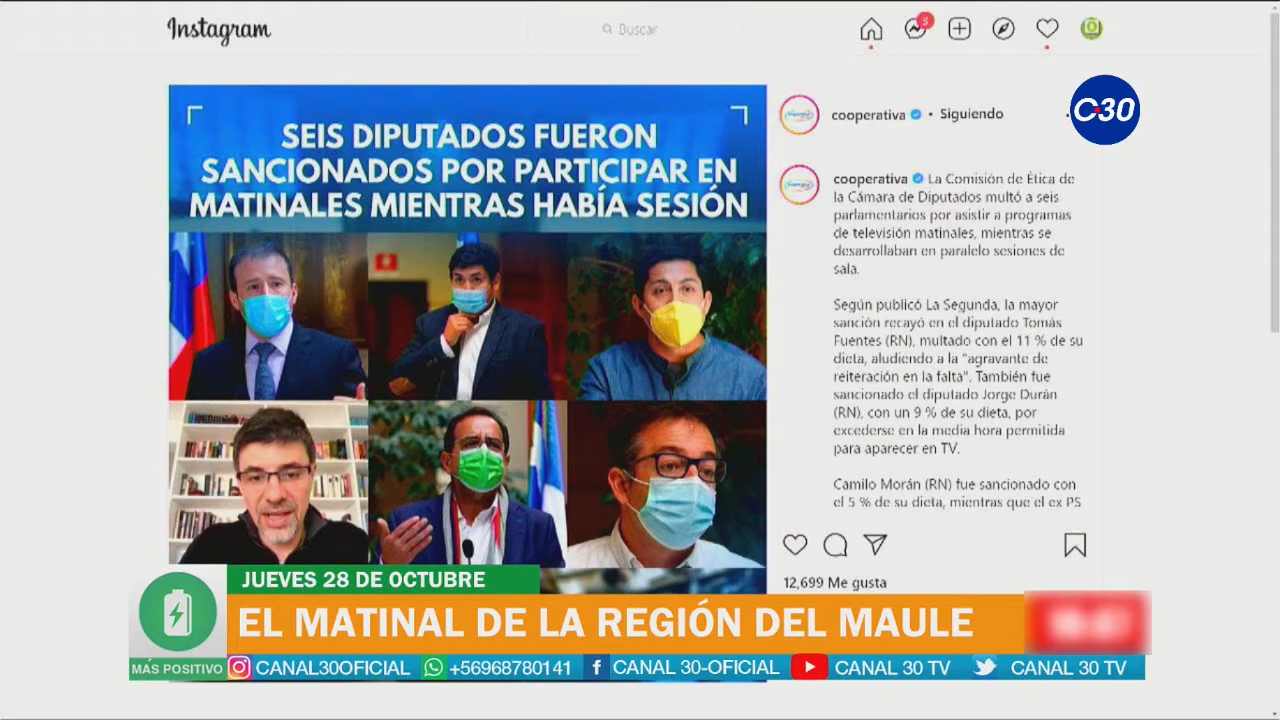 Instagram
Buscar
3
SEIS DIPUTADOS FUERON
SANCIONADOS POR PARTICIPAR EN
MATINALES MIENTRAS HABÍA SESIÓN
cooperativa • Siguiendo
C30
cooperativa La Comisión de Ética de
la Cámara de Diputados multó a seis
parlamentarios por asistir a programas
de televisión matinales, mientras se
desarrollaban en paralelo sesiones de
sala.
Según publicó La Segunda, la mayor
sanción recayó en el diputado Tomás
Fuentes (RN), multado con el 11 % de su
dieta, aludiendo a la "agravante de
reiteración en la falta". También fue
sancionado el diputado Jorge Durán
(RN), con un 9 % de su dieta, por
excederse en la media hora permitida
para aparecer en TV.
Camilo Morán (RN) fue sancionado con
el 5 % de su dieta, mientras que el ex PS
12,699 Me gusta
JUEVES 28 DE OCTUBRE
EL MATINAL DE LA REGIÓN DEL MAULE
MÁS POSITIVO
CANAL30OFICIAL
+56968780141
CANAL 30-OFICIAL
CANAL 30 TV
CANAL 30 TV